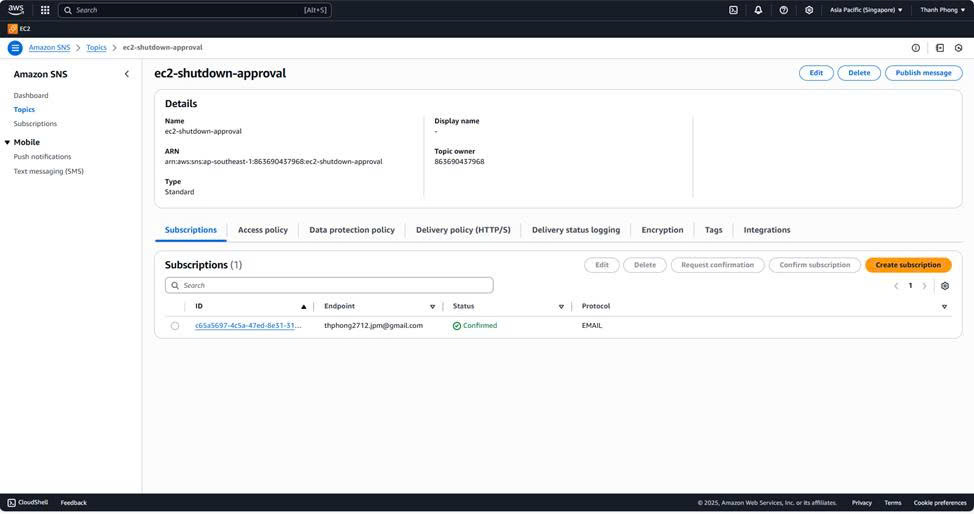 aws Search [Alt+S] Asia Pacific (Singapore) Thanh Phong
EC2
Amazon SNS Topics ec2-shutdown-approval
Amazon SNS
Dashboard
Topics
Subscriptions
Mobile
Push notifications
Text messaging (SMS)
ec2-shutdown-approval
Edit Delete Publish message
Details
Name
ec2-shutdown-approval
ARN
arn:aws:sns:ap-southeast-1:863690437968:ec2-shutdown-approval
Type
Standard
Display name
-
Topic owner
863690437968
Subscriptions Access policy Data protection policy Delivery policy (HTTP/S) Delivery status logging Encryption Tags Integrations
Subscriptions (1)
Edit Delete Request confirmation Confirm subscription Create subscription
Search
1
ID Endpoint Status Protocol
c65a5697-4c5a-47ed-8e31-31... thphong2712.jpm@gmail.com Confirmed EMAIL
CloudShell Feedback © 2025, Amazon Web Services, Inc. or its affiliates. Privacy Terms Cookie preferences